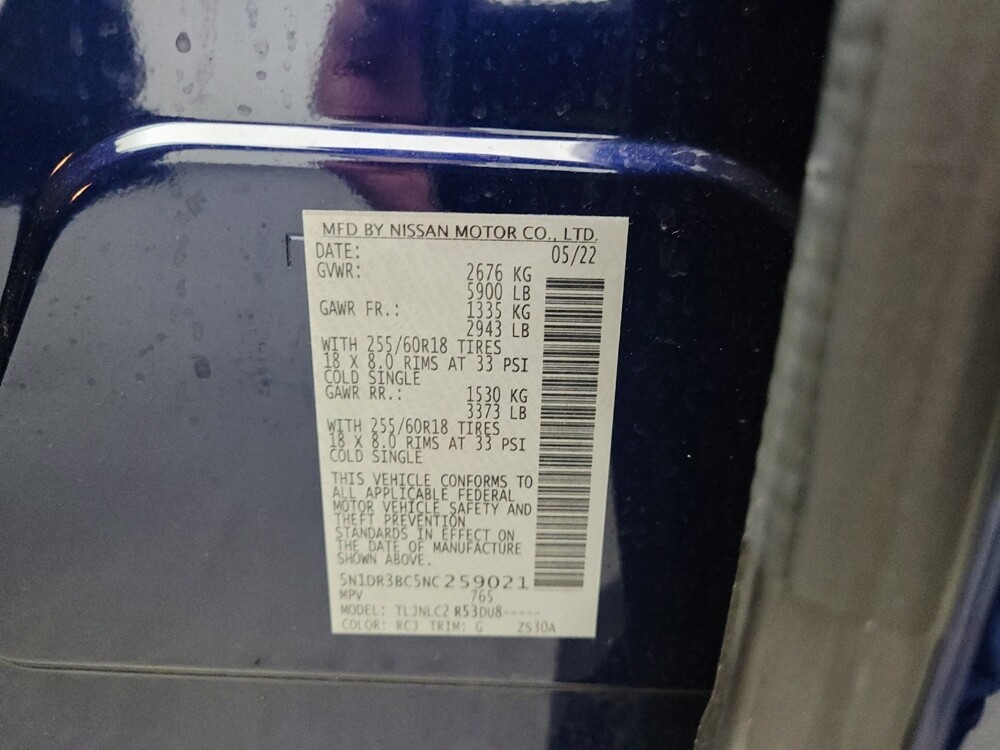 MFD BY NISSAN MOTOR CO., LTD.
DATE: 05/22
GVWR: 2676 KG
5900 LB
GAWR FR.: 1335 KG
2943 LB
WITH 255/60R18 TIRES
18 X 8.0 RIMS AT 33 PSI
COLD SINGLE
GAWR RR.: 1530 KG
3373 LB
WITH 255/60R18 TIRES
18 X 8.0 RIMS AT 33 PSI
COLD SINGLE
THIS VEHICLE CONFORMS TO
ALL APPLICABLE FEDERAL
MOTOR VEHICLE SAFETY AND
THEFT PREVENTION
STANDARDS IN EFFECT ON
THE DATE OF MANUFACTURE
SHOWN ABOVE.
5N1DR3BC5NC259021
MPV 765
MODEL: TLJNLC2 R53DU8-----
COLOR: RCJ TRIM: G ZS30A